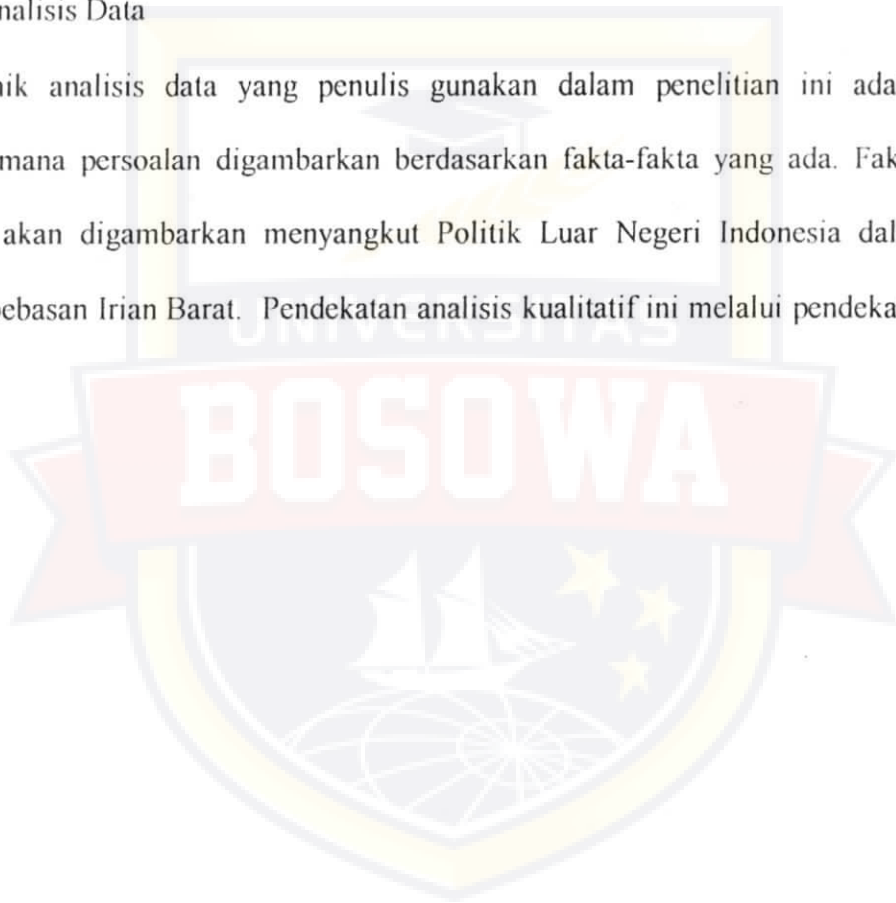 nalisis Data
nik analisis data yang penulis gunakan dalam penelitian ini ada
mana persoalan digambarkan berdasarkan fakta-fakta yang ada. Fak
akan digambarkan menyangkut Politik Luar Negeri Indonesia dal
ebasan Irian Barat. Pendekatan analisis kualitatif ini melalui pendeka
UNIVERSITAS
BOSOWA